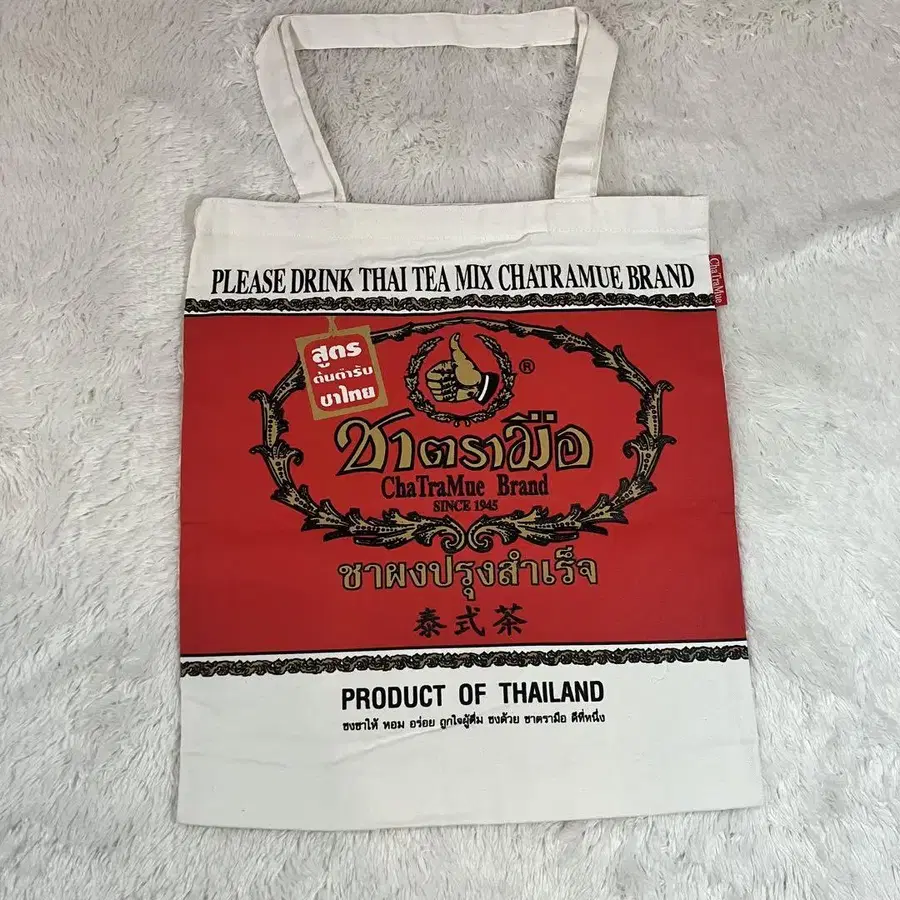 PLEASE DRINK THAI TEA MIX CHATRAMUE BRAND
ChaTraMue
สูตร
ต้นตำรับ
ชาไทย
®
ชาตรามือ
ChaTraMue Brand
SINCE 1945
ชาผงปรุงสำเร็จ
泰式茶
PRODUCT OF THAILAND
ชงชาให้ หอม อร่อย ถูกใจผู้ดื่ม ชงด้วย ชาตรามือ ดีที่หนึ่ง